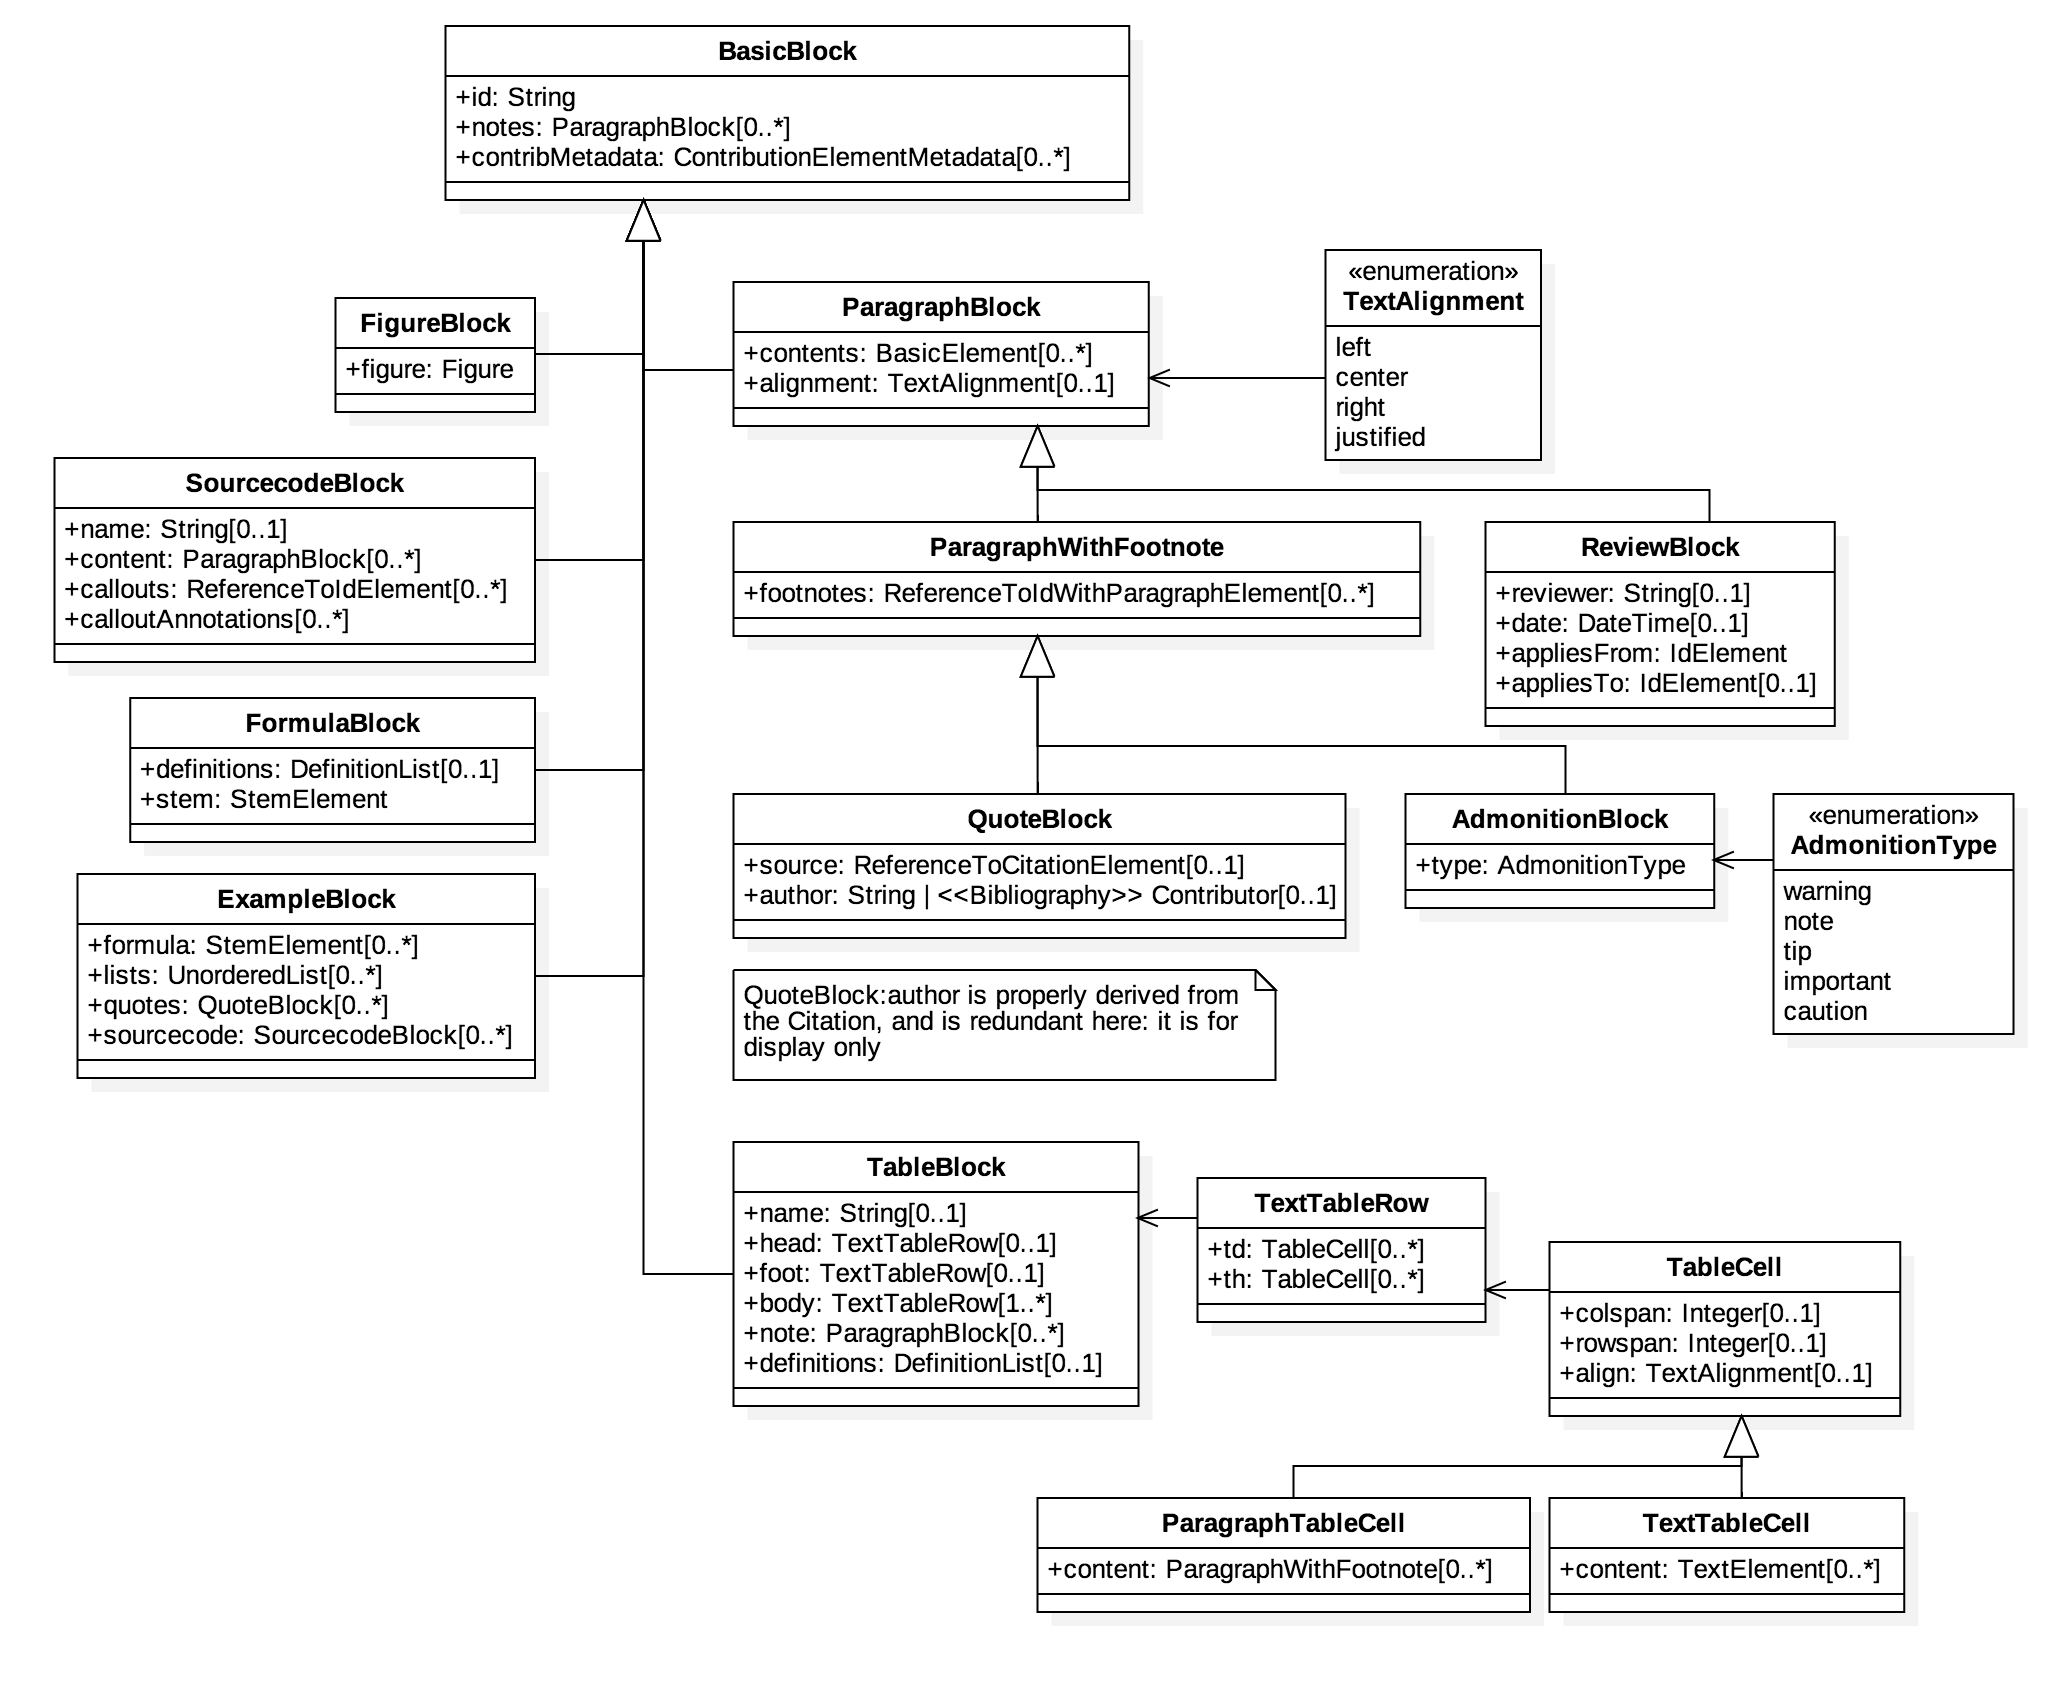 BasicBlock
+id: String
+notes: ParagraphBlock[0..*]
+contribMetadata: ContributionElementMetadata[0..*]
FigureBlock
+figure: Figure
ParagraphBlock
+contents: BasicElement[0..*]
+alignment: TextAlignment[0..1]
«enumeration»
TextAlignment
left
center
right
justified
SourcecodeBlock
+name: String[0..1]
+content: ParagraphBlock[0..*]
+callouts: ReferenceToIdElement[0..*]
+calloutAnnotations[0..*]
ParagraphWithFootnote
+footnotes: ReferenceToIdWithParagraphElement[0..*]
ReviewBlock
+reviewer: String[0..1]
+date: DateTime[0..1]
+appliesFrom: IdElement
+appliesTo: IdElement[0..1]
FormulaBlock
+definitions: DefinitionList[0..1]
+stem: StemElement
QuoteBlock
+source: ReferenceToCitationElement[0..1]
+author: String | <<Bibliography>> Contributor[0..1]
AdmonitionBlock
+type: AdmonitionType
«enumeration»
AdmonitionType
warning
note
tip
important
caution
ExampleBlock
+formula: StemElement[0..*]
+lists: UnorderedList[0..*]
+quotes: QuoteBlock[0..*]
+sourcecode: SourcecodeBlock[0..*]
QuoteBlock:author is properly derived from
the Citation, and is redundant here: it is for
display only
TableBlock
+name: String[0..1]
+head: TextTableRow[0..1]
+foot: TextTableRow[0..1]
+body: TextTableRow[1..*]
+note: ParagraphBlock[0..*]
+definitions: DefinitionList[0..1]
TextTableRow
+td: TableCell[0..*]
+th: TableCell[0..*]
TableCell
+colspan: Integer[0..1]
+rowspan: Integer[0..1]
+align: TextAlignment[0..1]
ParagraphTableCell
+content: ParagraphWithFootnote[0..*]
TextTableCell
+content: TextElement[0..*]